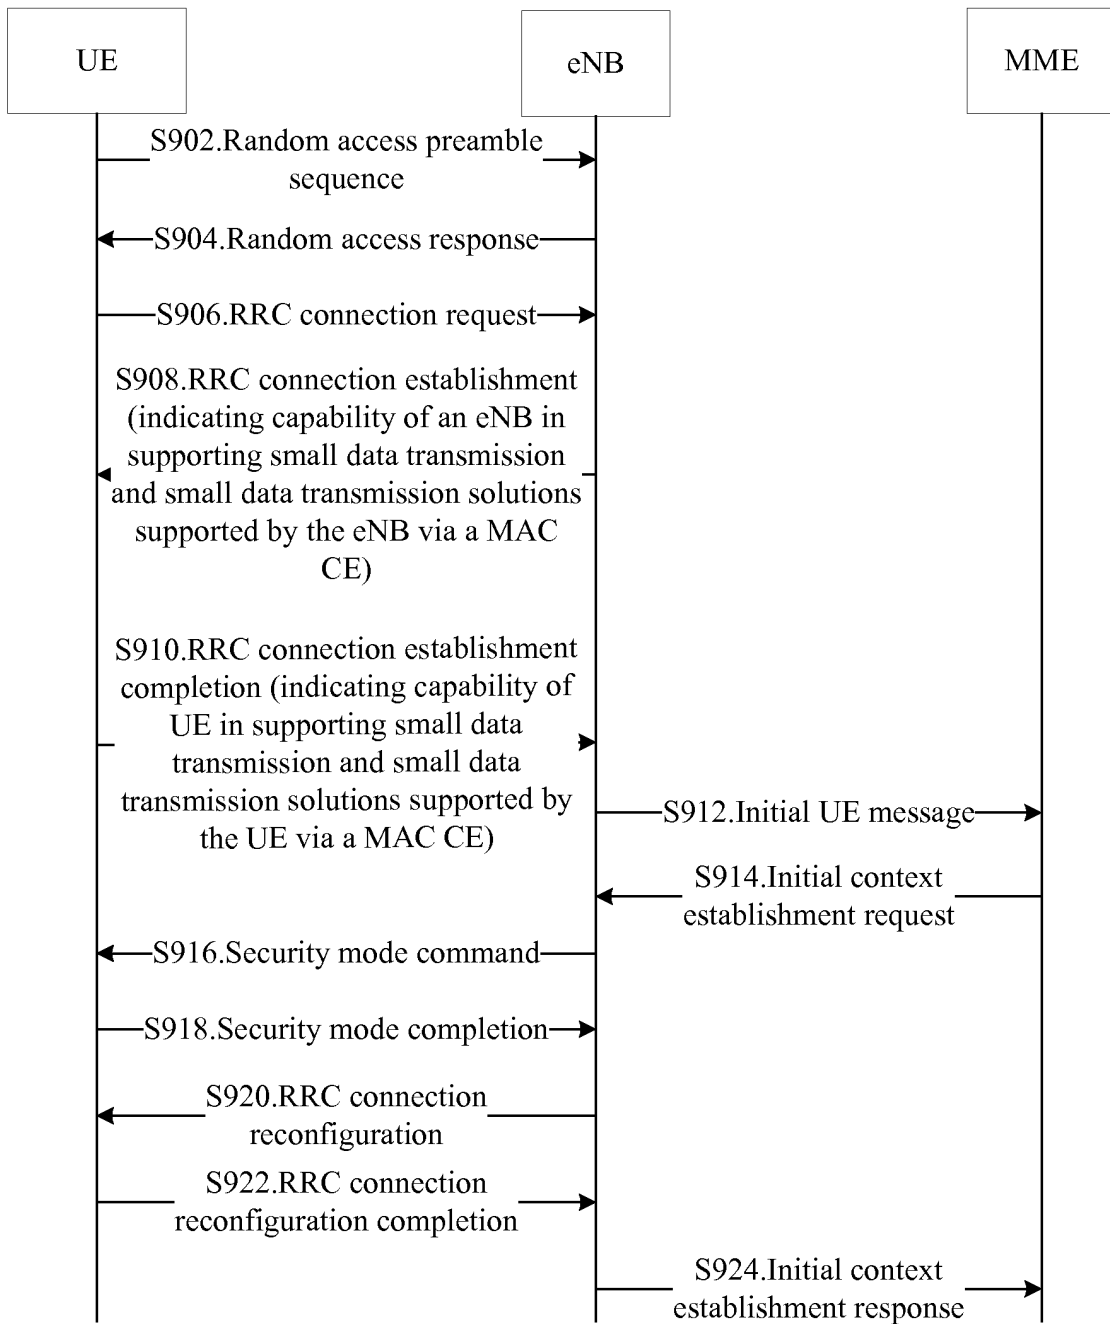 UE
eNB
MME
S902.Random access preamble
sequence
S904.Random access response
S906.RRC connection request
S908.RRC connection establishment
(indicating capability of an eNB in
supporting small data transmission
and small data transmission solutions
supported by the eNB via a MAC
CE)
S910.RRC connection establishment
completion (indicating capability of
UE in supporting small data
transmission and small data
transmission solutions supported by
the UE via a MAC CE)
S912.Initial UE message
S914.Initial context
establishment request
S916.Security mode command
S918.Security mode completion
S920.RRC connection
reconfiguration
S922.RRC connection
reconfiguration completion
S924.Initial context
establishment response